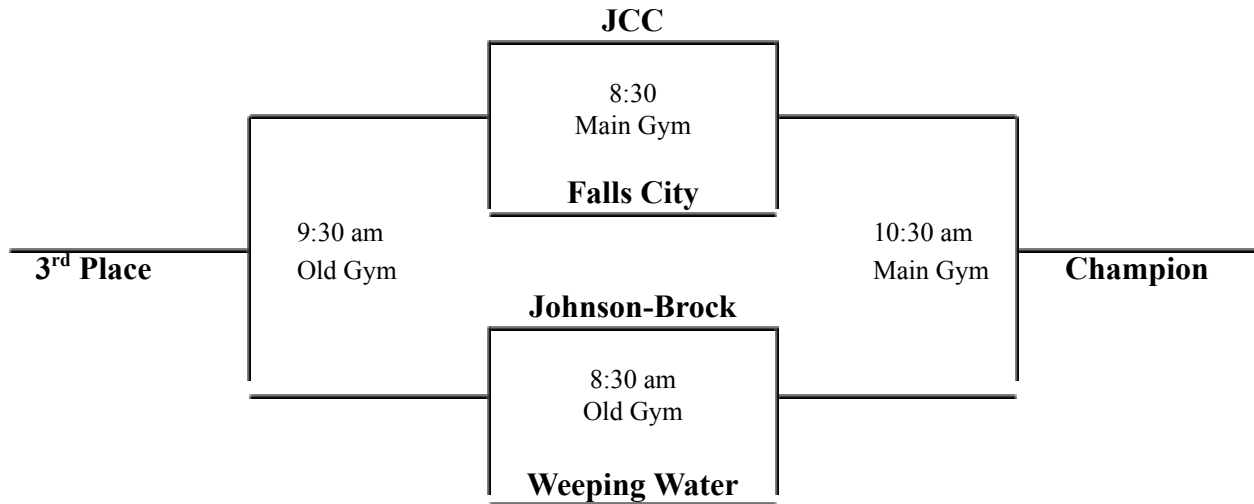 JCC
8:30
Main Gym
Falls City
9:30 am
Old Gym
10:30 am
Main Gym
3rd Place
Champion
Johnson-Brock
8:30 am
Old Gym
Weeping Water